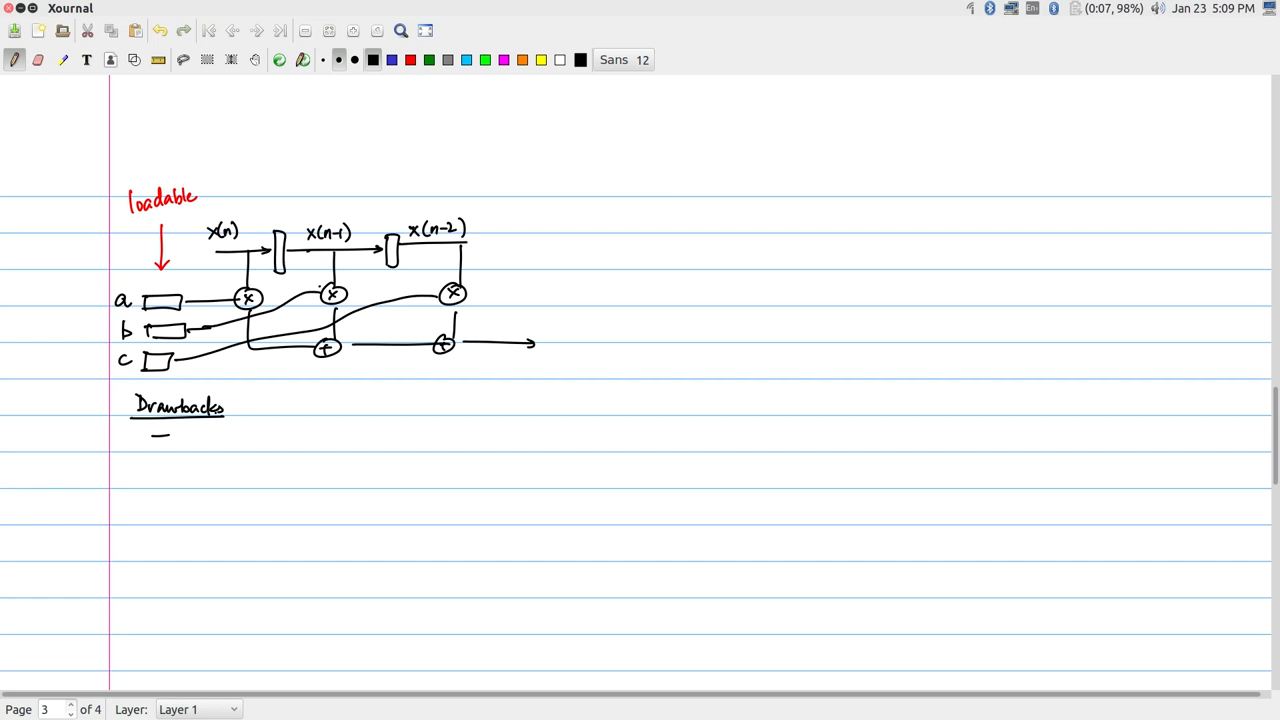 Xournal
En
(0:07, 98%)
Jan 23 5:09 PM
T
Sans 12
loadable
x(n) x(n-1) x(n-2)
a x x x
b
c + +
Drawbacks
–
Page 3 of 4 Layer: Layer 1